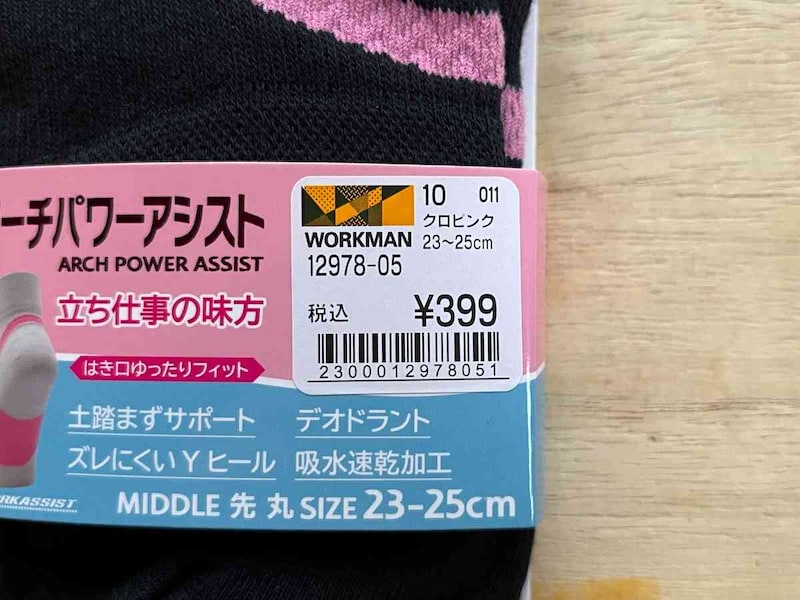 ーチパワーアシスト
ARCH POWER ASSIST
立ち仕事の味方
はき口ゆったりフィット
WORKMAN
10 011
クロピンク
23〜25cm
12978-05
税込 ¥399
2300012978051
土踏まずサポート デオドラント
ズレにくいYヒール 吸水速乾加工
RKASSIST
MIDDLE 先 丸 SIZE 23-25cm